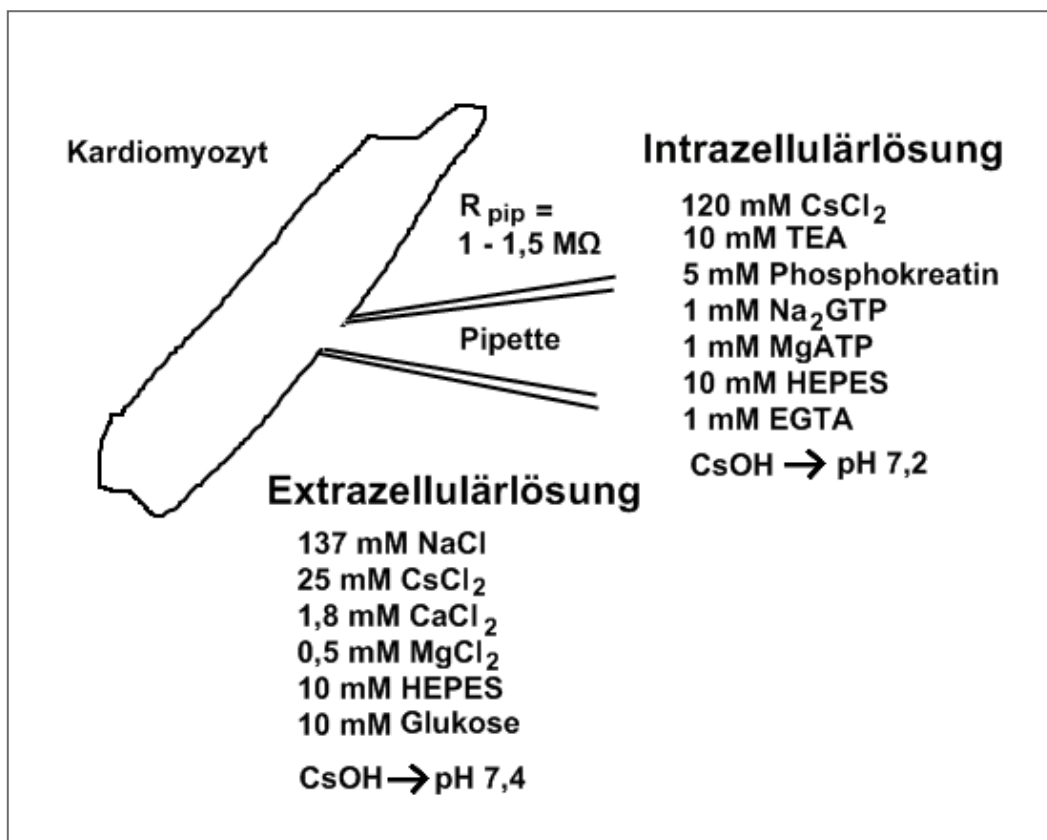 Kardiomyozyt
R pip =
1 - 1,5 MΩ
Pipette
Intrazellulärlösung
120 mM CsCl₂
10 mM TEA
5 mM Phosphokreatin
1 mM Na₂GTP
1 mM MgATP
10 mM HEPES
1 mM EGTA
CsOH → pH 7,2
Extrazellulärlösung
137 mM NaCl
25 mM CsCl₂
1,8 mM CaCl₂
0,5 mM MgCl₂
10 mM HEPES
10 mM Glukose
CsOH → pH 7,4